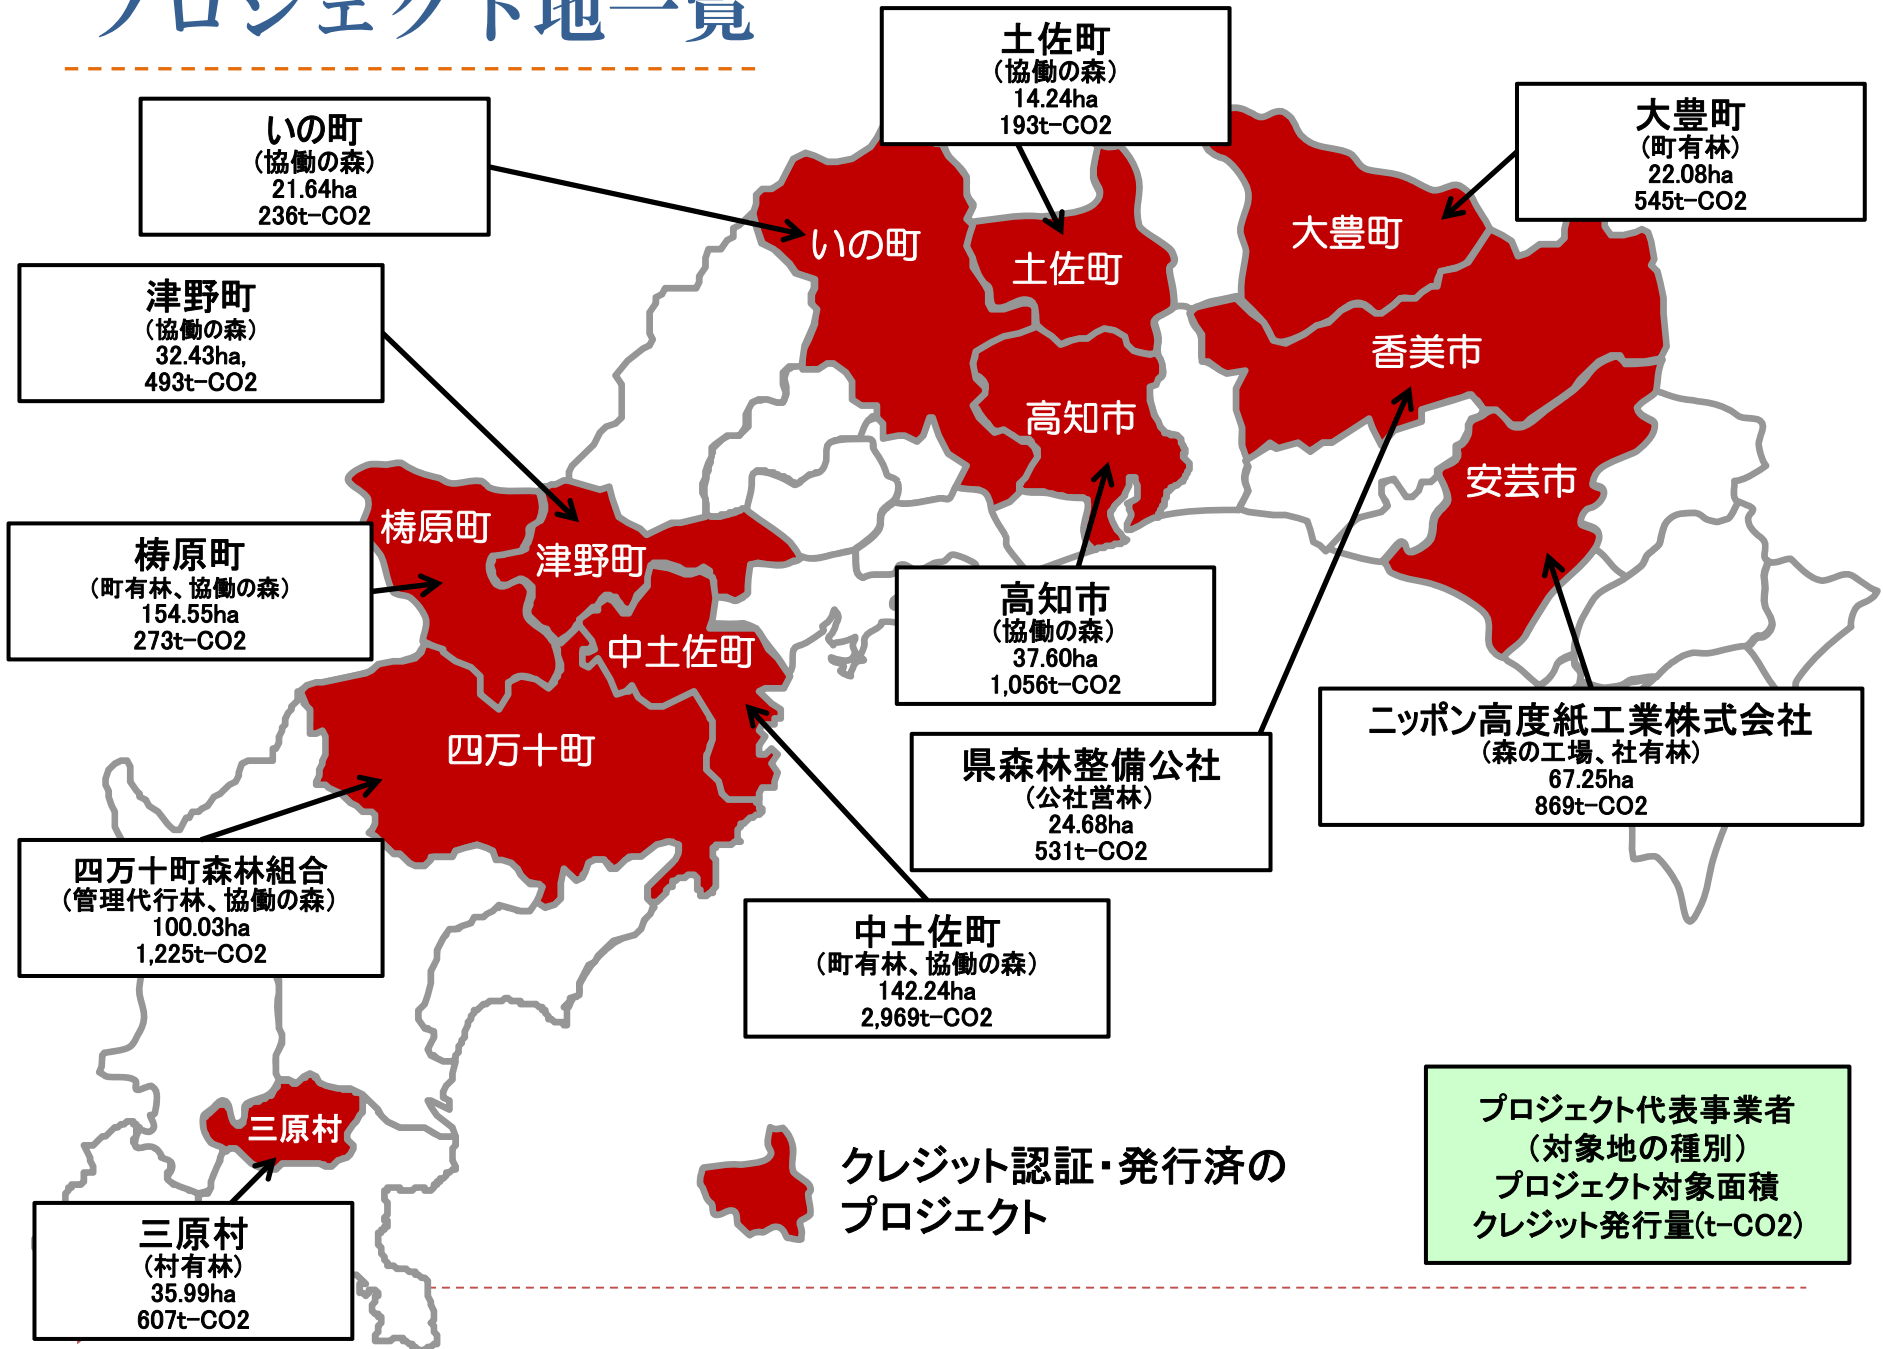 プロジェクト地一覧
土佐町
（協働の森）
14.24ha
193t-CO2
大豊町
（町有林）
22.08ha
545t-CO2
いの町
（協働の森）
21.64ha
236t-CO2
津野町
（協働の森）
32.43ha,
493t-CO2
梼原町
（町有林、協働の森）
154.55ha
273t-CO2
高知市
（協働の森）
37.60ha
1,056t-CO2
ニッポン高度紙工業株式会社
（森の工場、社有林）
67.25ha
869t-CO2
県森林整備公社
（公社営林）
24.68ha
531t-CO2
四万十町森林組合
（管理代行林、協働の森）
100.03ha
1,225t-CO2
中土佐町
（町有林、協働の森）
142.24ha
2,969t-CO2
三原村
（村有林）
35.99ha
607t-CO2
いの町
土佐町
大豊町
香美市
高知市
安芸市
梼原町
津野町
中土佐町
四万十町
三原村
クレジット認証・発行済の
プロジェクト
プロジェクト代表事業者
（対象地の種別）
プロジェクト対象面積
クレジット発行量(t-CO2)